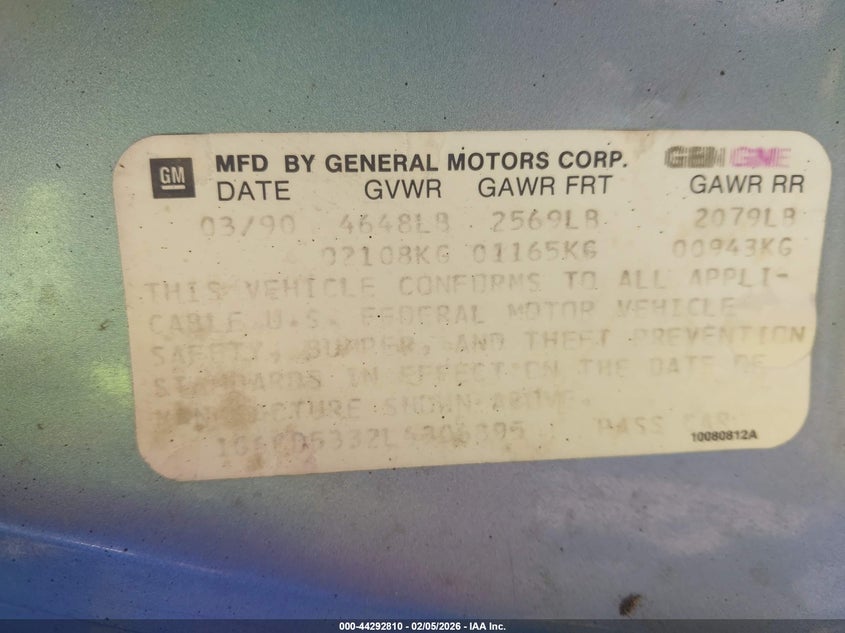 GM MFD BY GENERAL MOTORS CORP. GEN GME
DATE GVWR GAWR FRT GAWR RR
03/90 4648LB 2569LB 2079LB
02108KG 01165KG 00943KG
THIS VEHICLE CONFORMS TO ALL APPLI-
CABLE U.S. FEDERAL MOTOR VEHICLE
SAFETY, BUMPER, AND THEFT PREVENTION
STANDARDS IN EFFECT ON THE DATE OF
MANUFACTURE SHOWN ABOVE.
PASS CAR
10080812A
000-44292810 - 02/05/2026 - IAA Inc.